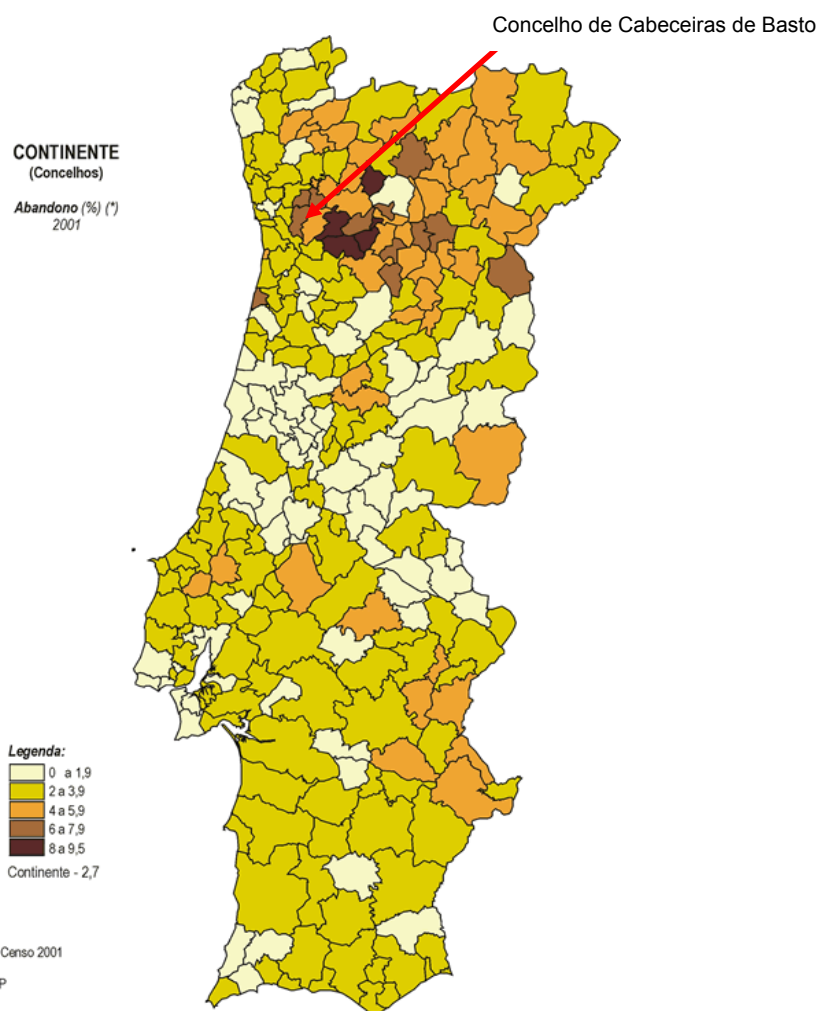 Concelho de Cabeceiras de Basto
CONTINENTE
(Concelhos)
Abandono (%) (*)
2001
Legenda:
0 a 1,9
2 a 3,9
4 a 5,9
6 a 7,9
8 a 9,5
Continente - 2,7
Censo 2001
P